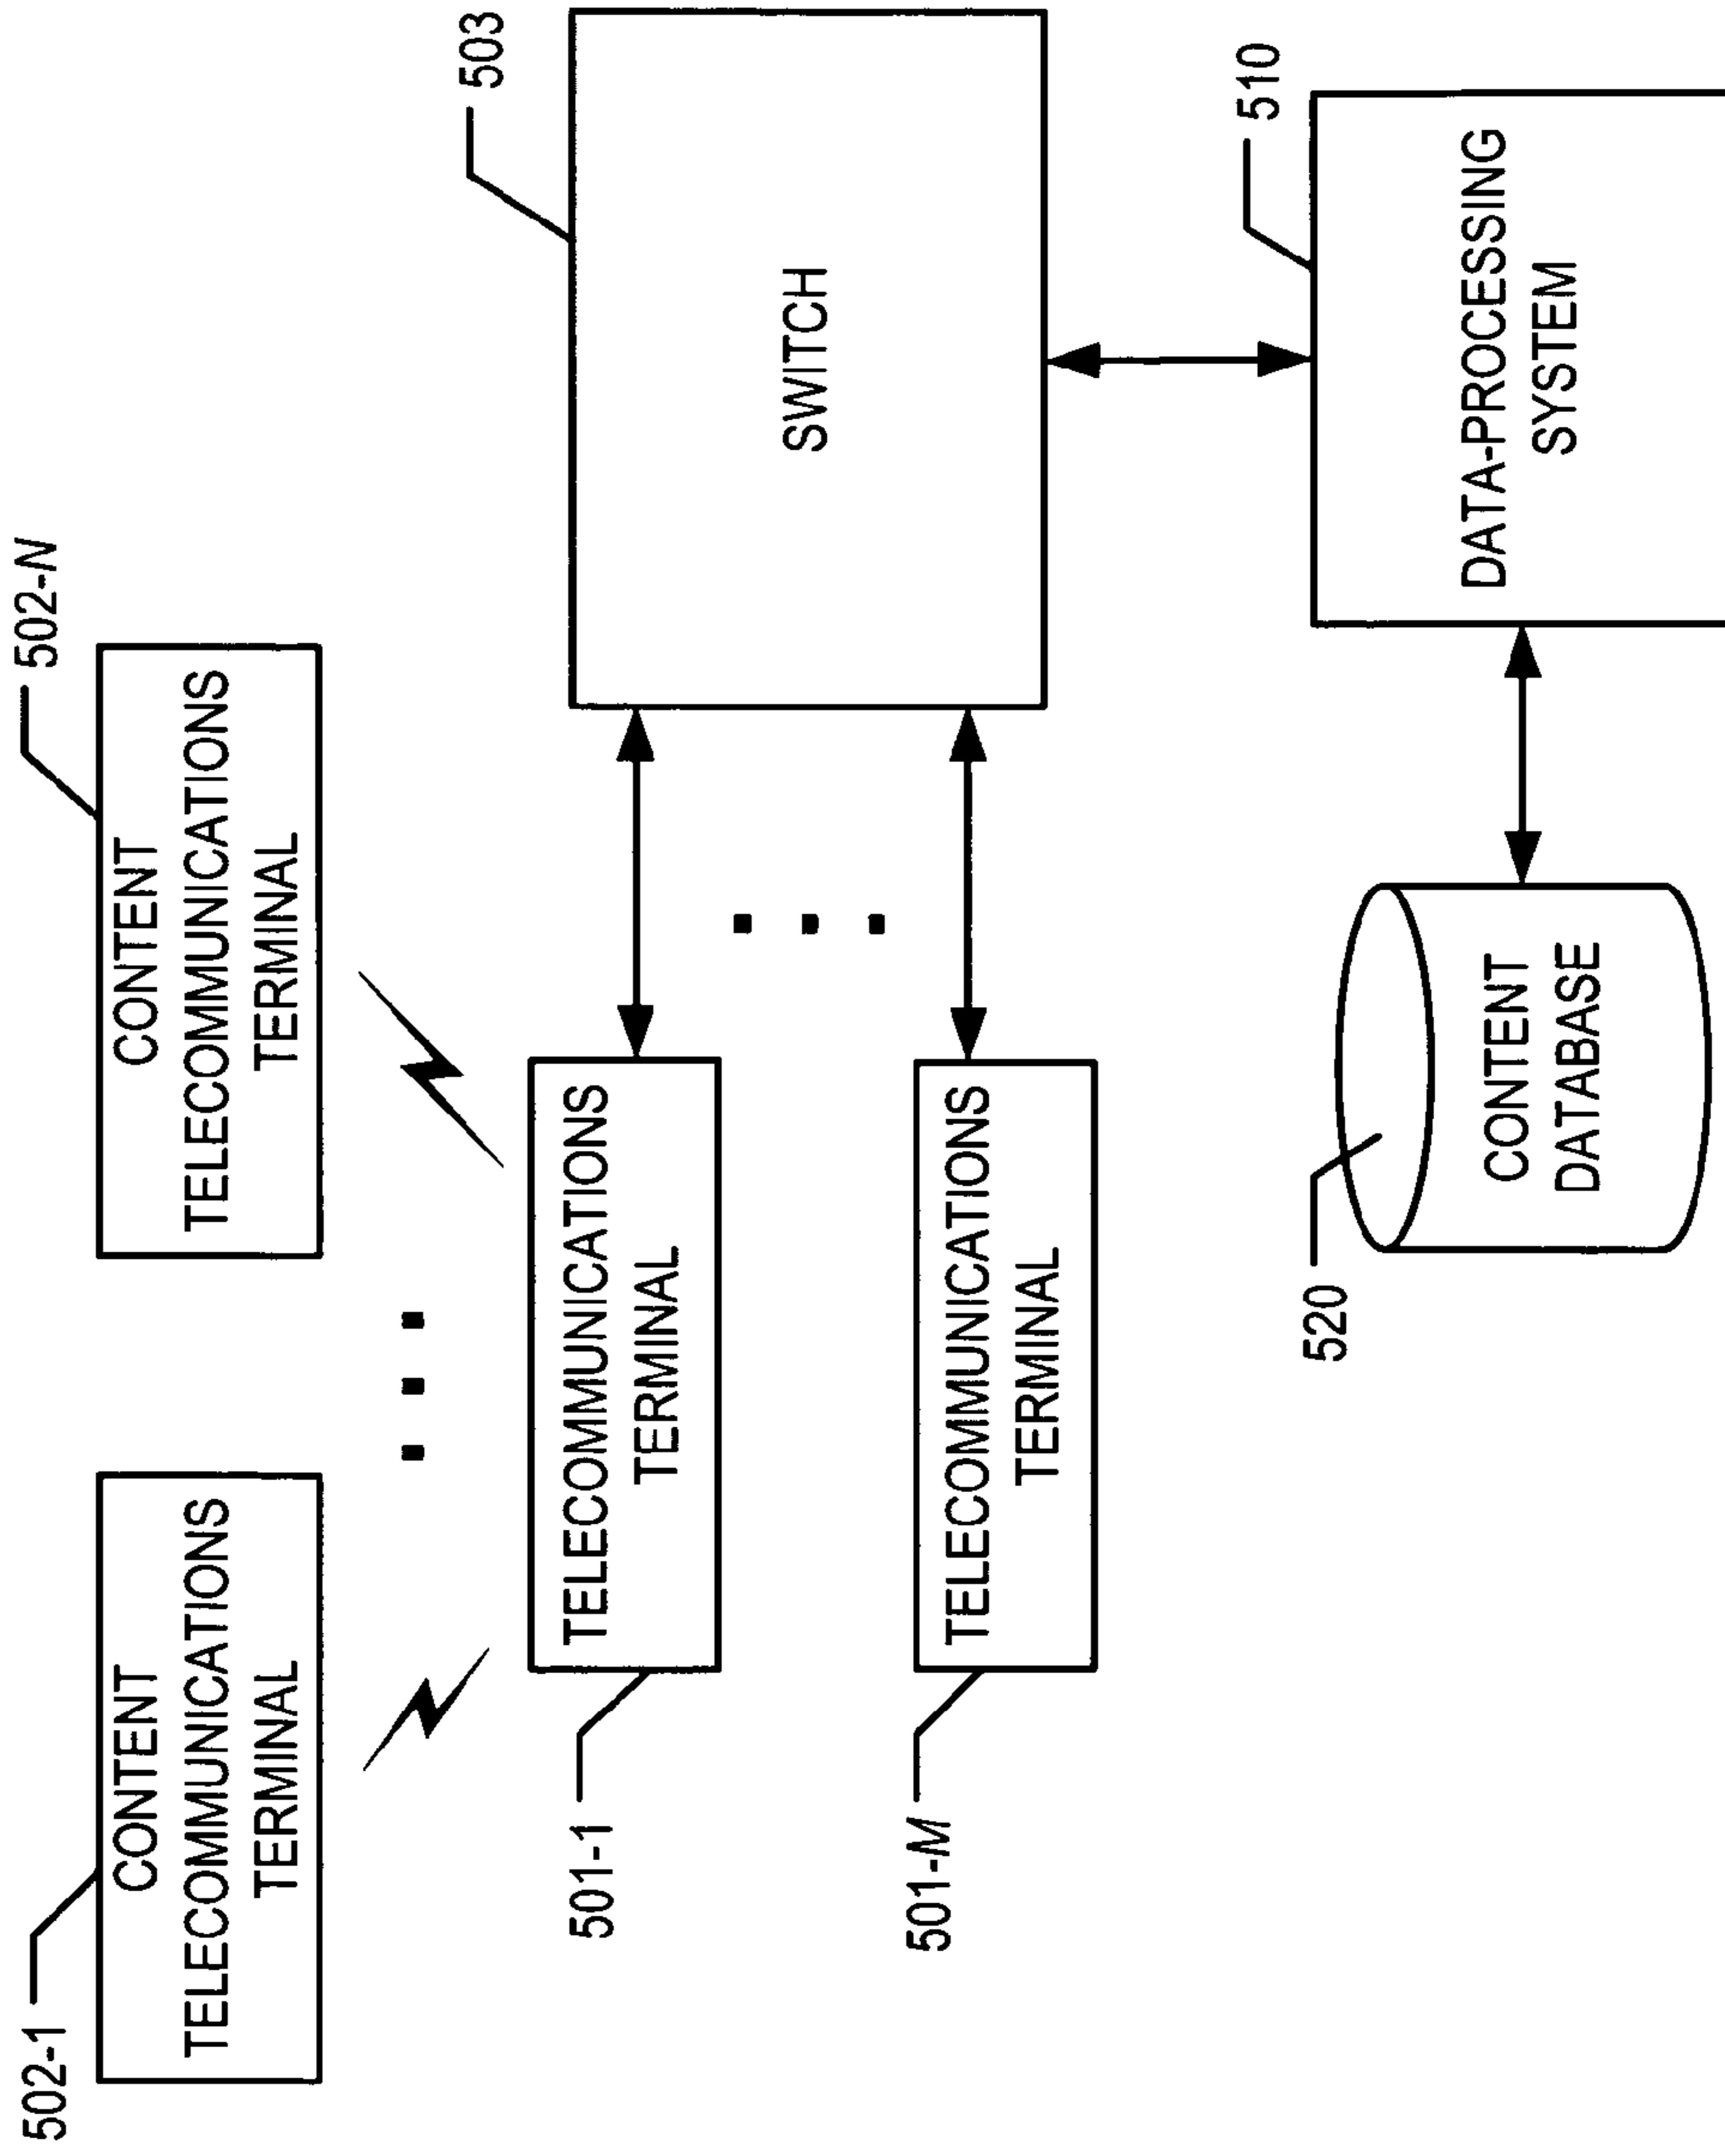 502-1
CONTENT
TELECOMMUNICATIONS
TERMINAL
502-N
CONTENT
TELECOMMUNICATIONS
TERMINAL
501-1
TELECOMMUNICATIONS
TERMINAL
503
SWITCH
501-M
TELECOMMUNICATIONS
TERMINAL
520
CONTENT
DATABASE
510
DATA-PROCESSING
SYSTEM